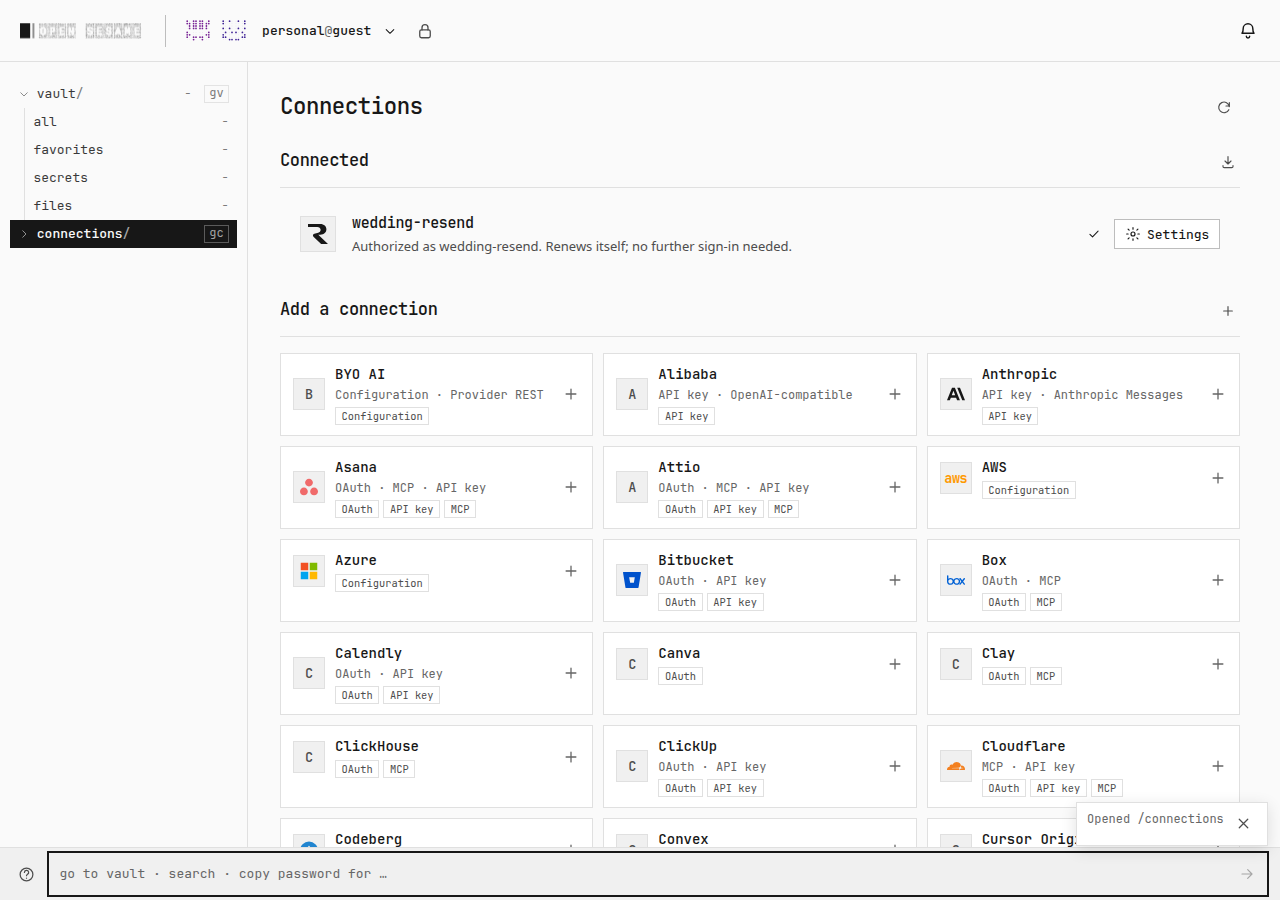 OPEN SESAME
personal@guest
vault/ - gv
all -
favorites -
secrets -
files -
connections/ gc
Connections
Connected
wedding-resend
Authorized as wedding-resend. Renews itself; no further sign-in needed.
Settings
Add a connection
B
BYO AI
Configuration · Provider REST
Configuration
A
Alibaba
API key · OpenAI-compatible
API key
Anthropic
API key · Anthropic Messages
API key
Asana
OAuth · MCP · API key
OAuth API key MCP
A
Attio
OAuth · MCP · API key
OAuth API key MCP
aws
AWS
Configuration
Azure
Configuration
Bitbucket
OAuth · API key
OAuth API key
box
Box
OAuth · MCP
OAuth MCP
C
Calendly
OAuth · API key
OAuth API key
C
Canva
OAuth
C
Clay
OAuth MCP
C
ClickHouse
OAuth MCP
C
ClickUp
OAuth · API key
OAuth API key
Cloudflare
MCP · API key
OAuth API key MCP
Codeberg
Convex
Cursor
Opened /connections
go to vault · search · copy password for …